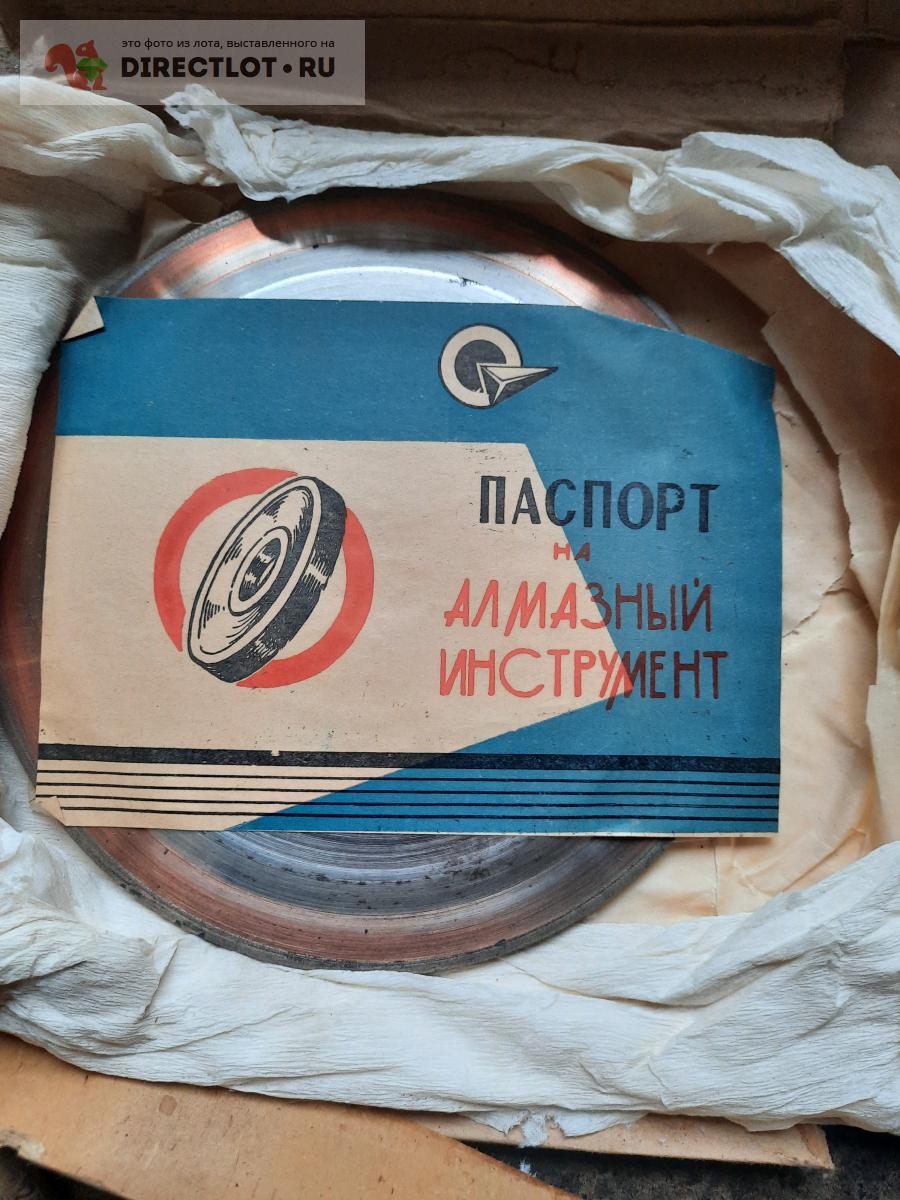 это фото из лота, выставленного на
DIRECTLOT•RU
ПАСПОРТ
НА
АЛМАЗНЫЙ
ИНСТРУМЕНТ